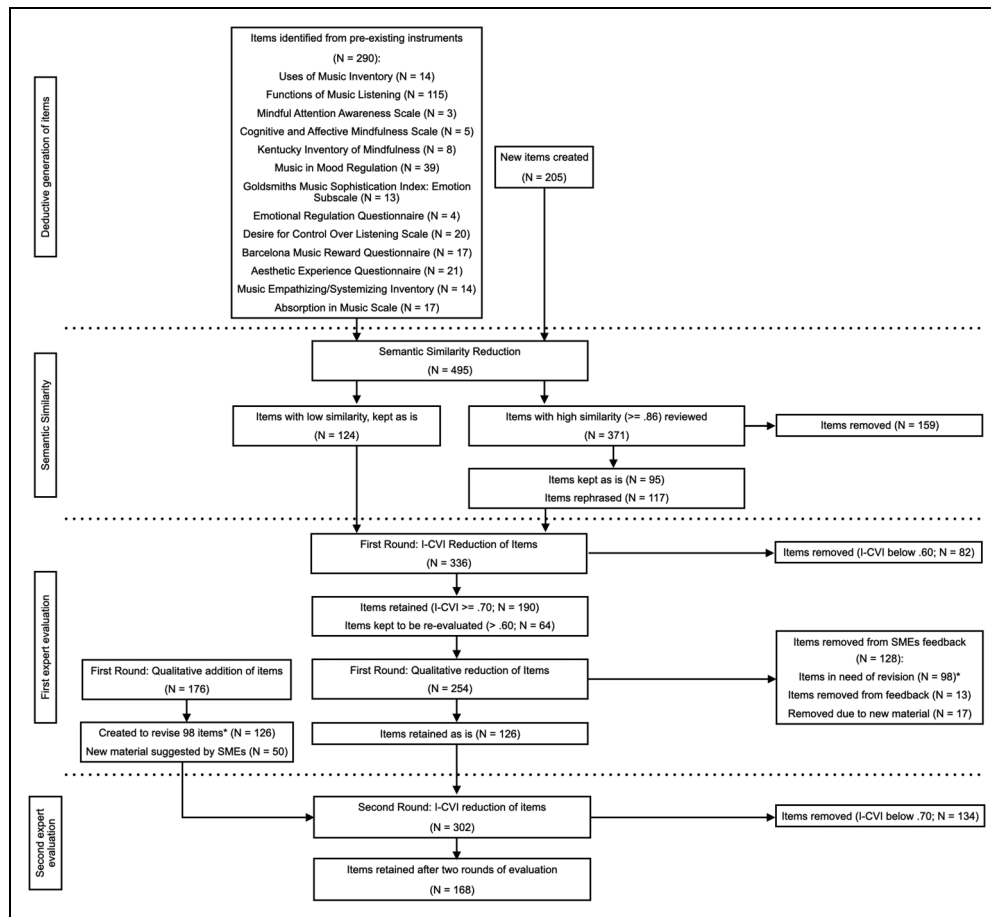 Deductive generation of items
Items identified from pre-existing instruments
(N = 290):
Uses of Music Inventory (N = 14)
Functions of Music Listening (N = 115)
Mindful Attention Awareness Scale (N = 3)
Cognitive and Affective Mindfulness Scale (N = 5)
Kentucky Inventory of Mindfulness (N = 8)
Music in Mood Regulation (N = 39)
Goldsmiths Music Sophistication Index: Emotion
Subscale (N = 13)
Emotional Regulation Questionnaire (N = 4)
Desire for Control Over Listening Scale (N = 20)
Barcelona Music Reward Questionnaire (N = 17)
Aesthetic Experience Questionnaire (N = 21)
Music Empathizing/Systemizing Inventory (N = 14)
Absorption in Music Scale (N = 17)
New items created
(N = 205)
Semantic Similarity
Semantic Similarity Reduction
(N = 495)
Items with low similarity, kept as is
(N = 124)
Items with high similarity (>= .86) reviewed
(N = 371)
Items removed (N = 159)
Items kept as is (N = 95)
Items rephrased (N = 117)
First expert evaluation
First Round: I-CVI Reduction of Items
(N = 336)
Items removed (I-CVI below .60; N = 82)
Items retained (I-CVI >= .70; N = 190)
Items kept to be re-evaluated (> .60; N = 64)
First Round: Qualitative addition of items
(N = 176)
First Round: Qualitative reduction of Items
(N = 254)
Items removed from SMEs feedback
(N = 128):
Items in need of revision (N = 98)*
Items removed from feedback (N = 13)
Removed due to new material (N = 17)
Created to revise 98 items* (N = 126)
New material suggested by SMEs (N = 50)
Items retained as is (N = 126)
Second expert
evaluation
Second Round: I-CVI reduction of items
(N = 302)
Items removed (I-CVI below .70; N = 134)
Items retained after two rounds of evaluation
(N = 168)